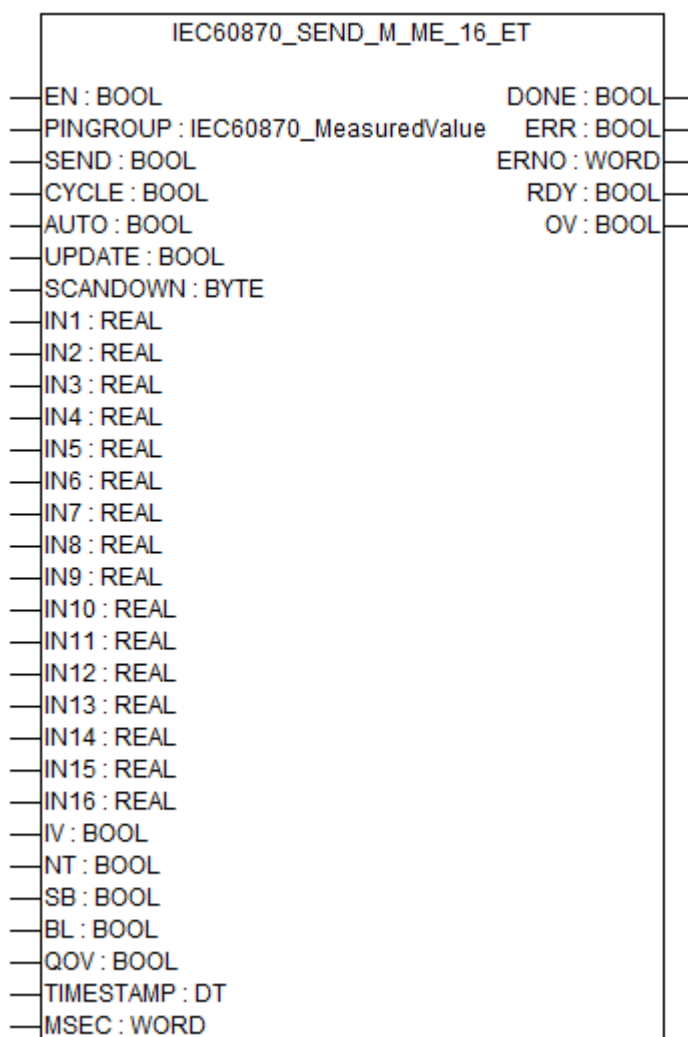 IEC60870_SEND_M_ME_16_ET
EN : BOOL DONE : BOOL
PINGROUP : IEC60870_MeasuredValue ERR : BOOL
SEND : BOOL ERNO : WORD
CYCLE : BOOL RDY : BOOL
AUTO : BOOL OV : BOOL
UPDATE : BOOL
SCANDOWN : BYTE
IN1 : REAL
IN2 : REAL
IN3 : REAL
IN4 : REAL
IN5 : REAL
IN6 : REAL
IN7 : REAL
IN8 : REAL
IN9 : REAL
IN10 : REAL
IN11 : REAL
IN12 : REAL
IN13 : REAL
IN14 : REAL
IN15 : REAL
IN16 : REAL
IV : BOOL
NT : BOOL
SB : BOOL
BL : BOOL
QOV : BOOL
TIMESTAMP : DT
MSEC : WORD